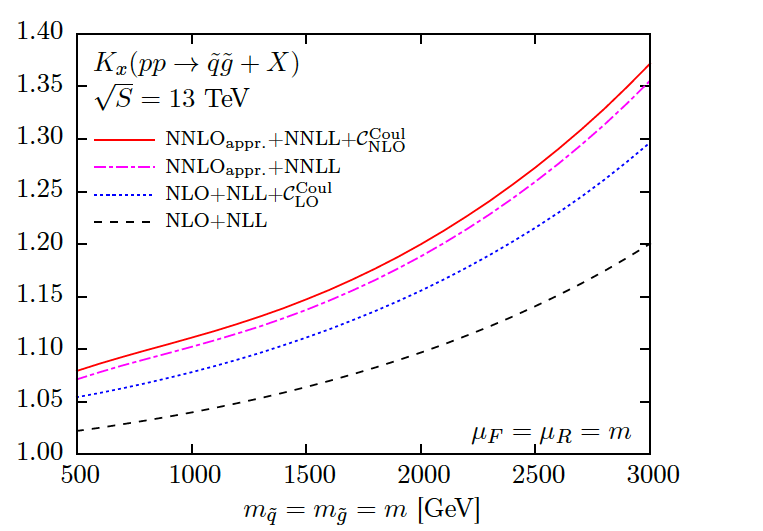 1.40
1.35
1.30
1.25
1.20
1.15
1.10
1.05
1.00
K_x(pp → q̃g̃ + X)
√S = 13 TeV
NNLO_appr.+NNLL+𝒞^Coul_NLO
NNLO_appr.+NNLL
NLO+NLL+𝒞^Coul_LO
NLO+NLL
μ_F = μ_R = m
500 1000 1500 2000 2500 3000
m_q̃ = m_g̃ = m [GeV]